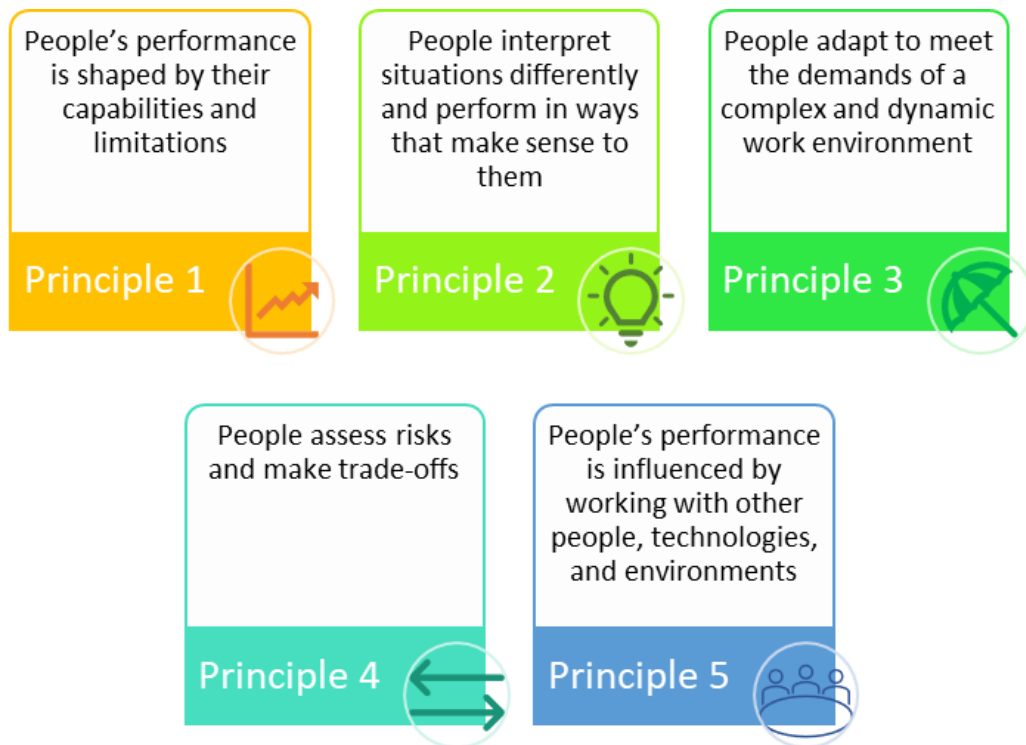 People’s performance
is shaped by their
capabilities and
limitations
Principle 1
People interpret
situations differently
and perform in ways
that make sense to
them
Principle 2
People adapt to meet
the demands of a
complex and dynamic
work environment
Principle 3
People assess risks
and make trade-offs
Principle 4
People’s performance
is influenced by
working with other
people, technologies,
and environments
Principle 5